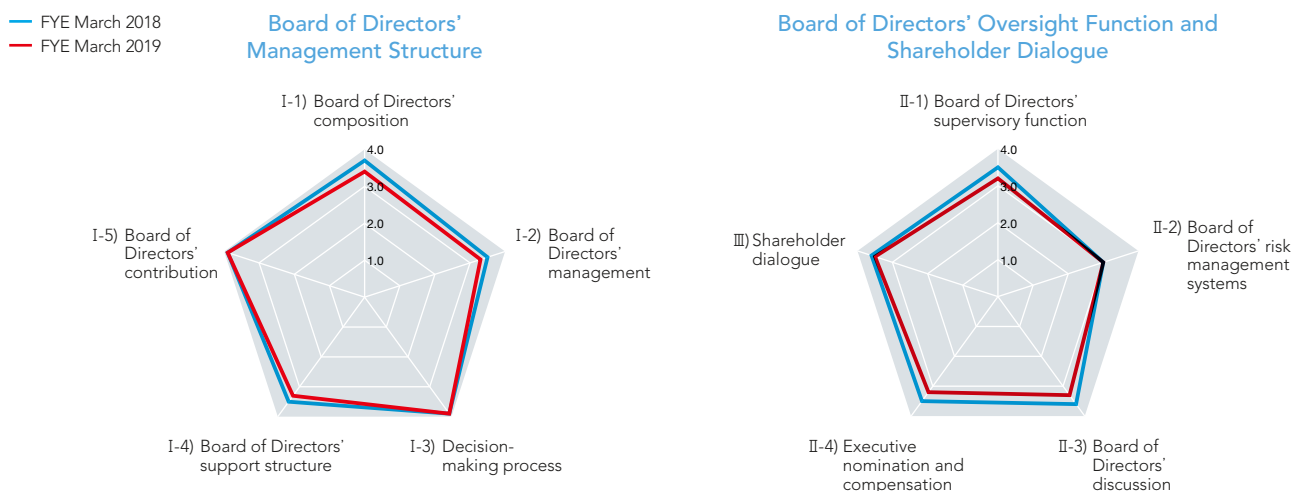 FYE March 2018
FYE March 2019
Board of Directors'
Management Structure
I-1) Board of Directors'
composition
4.0
3.0
2.0
1.0
I-2) Board of
Directors'
management
I-3) Decision-
making process
I-4) Board of Directors'
support structure
I-5) Board of
Directors'
contribution
Board of Directors' Oversight Function and
Shareholder Dialogue
Ⅱ-1) Board of Directors'
supervisory function
4.0
3.0
2.0
1.0
Ⅱ-2) Board of
Directors' risk
management
systems
Ⅱ-3) Board of
Directors'
discussion
Ⅱ-4) Executive
nomination and
compensation
Ⅲ) Shareholder
dialogue